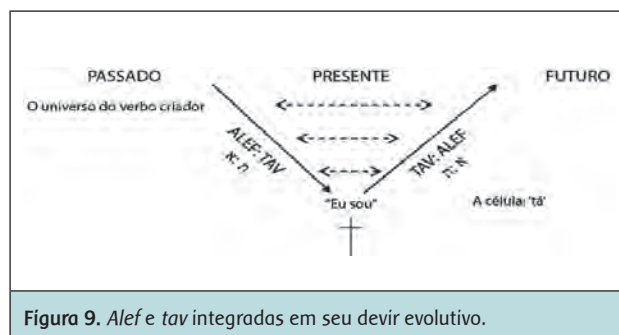 PASSADO PRESENTE FUTURO
O universo do verbo criador
ALEF: TAV
א: ת
TAV: ALEF
ת: א
"Eu sou"
A célula: 'tá'
Figura 9. Alef e tav integradas em seu devir evolutivo.